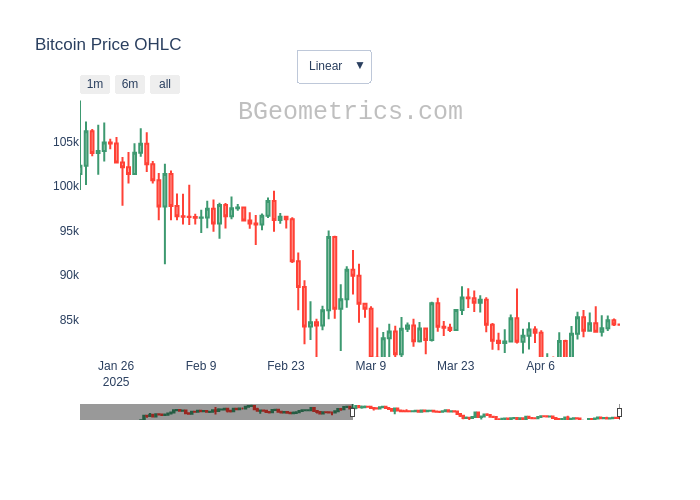 Bitcoin Price OHLC
Linear ▼
1m 6m all
BGeometrics.com
105k
100k
95k
90k
85k
Jan 26 Feb 9 Feb 23 Mar 9 Mar 23 Apr 6
2025